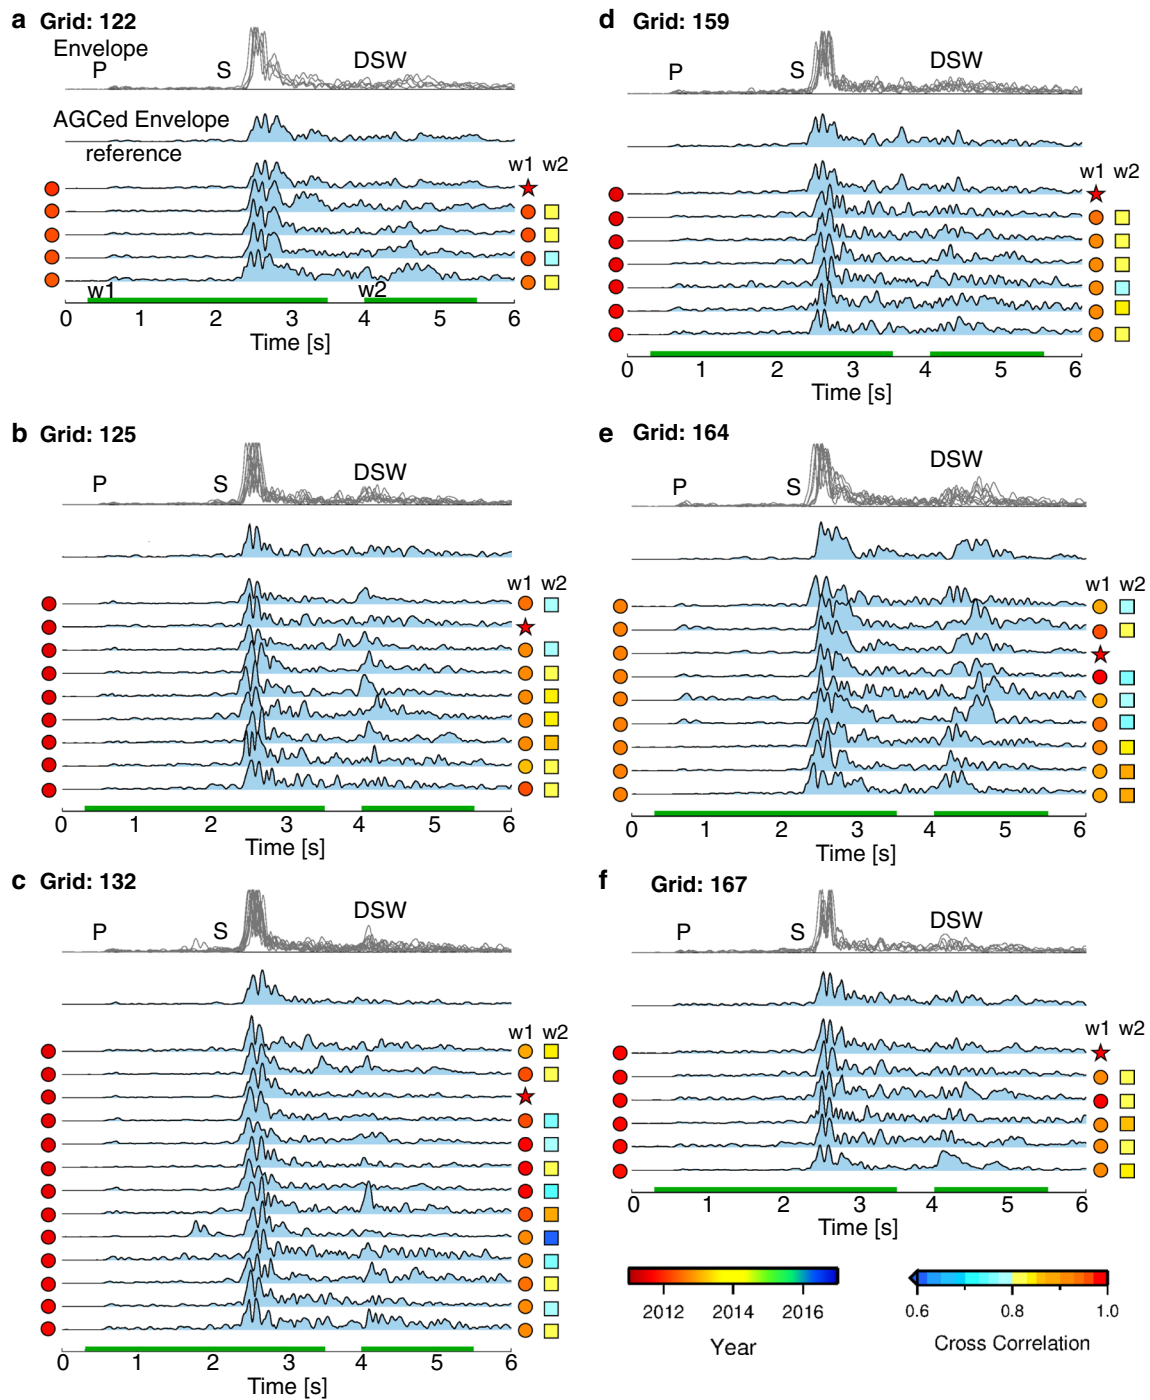 a Grid: 122
Envelope
P S DSW
AGCed Envelope
reference
w1 w2
w1 w2
0 1 2 3 4 5 6
Time [s]
b Grid: 125
P S DSW
w1 w2
0 1 2 3 4 5 6
Time [s]
c Grid: 132
P S DSW
w1 w2
0 1 2 3 4 5 6
Time [s]
d Grid: 159
P S DSW
w1 w2
0 1 2 3 4 5 6
Time [s]
e Grid: 164
P S DSW
w1 w2
0 1 2 3 4 5 6
Time [s]
f Grid: 167
P S DSW
w1 w2
0 1 2 3 4 5 6
Time [s]
2012 2014 2016
Year
0.6 0.8 1.0
Cross Correlation